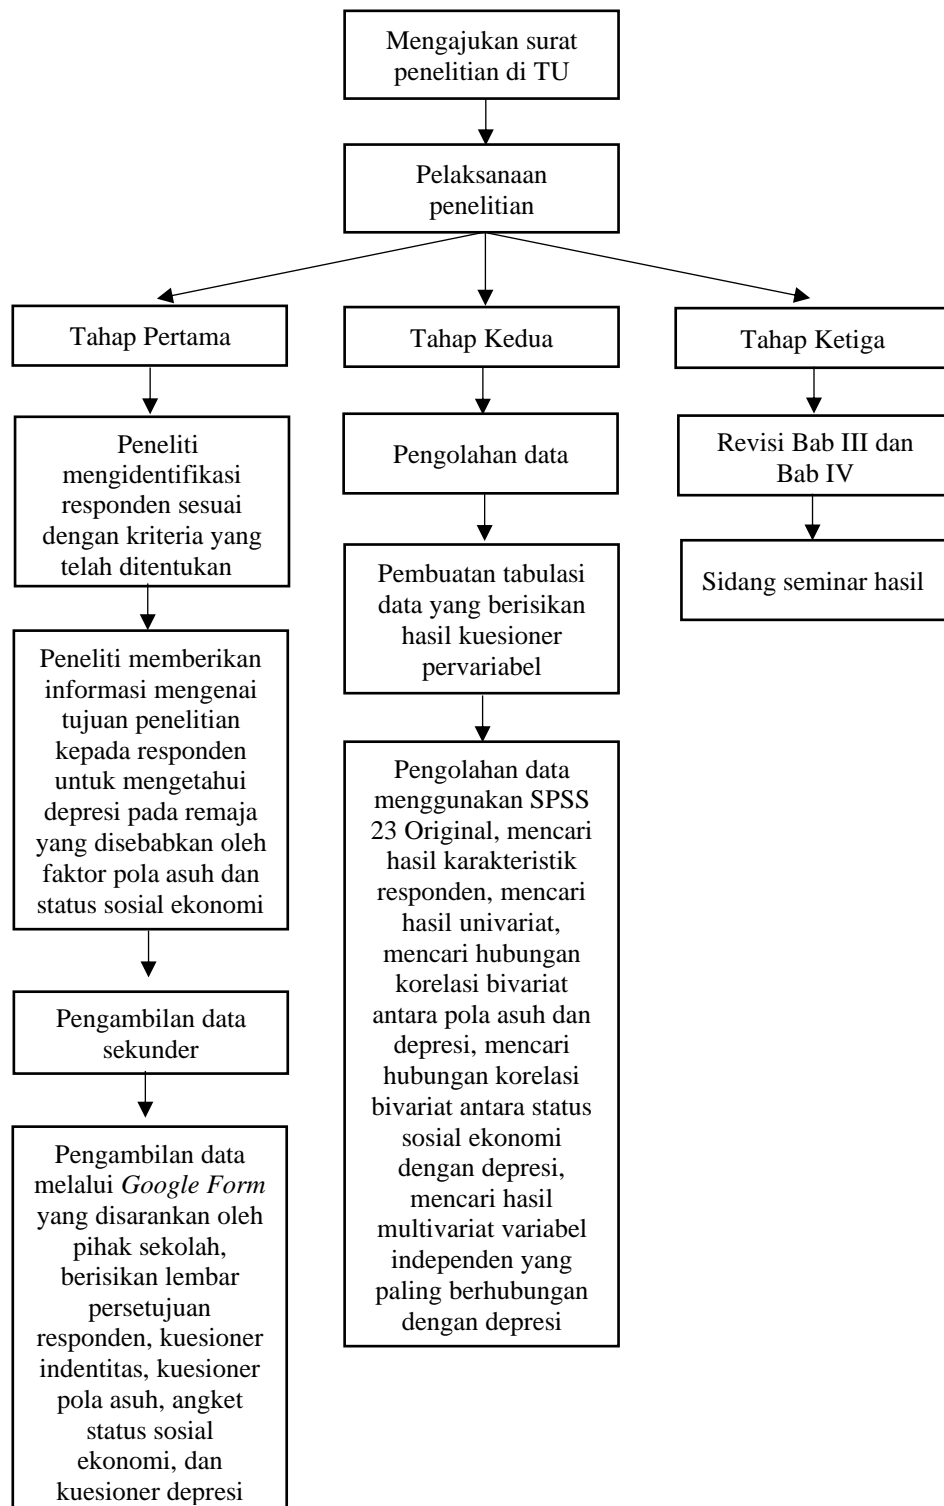 Mengajukan surat
penelitian di TU
Pelaksanaan
penelitian
Tahap Pertama
Peneliti
mengidentifikasi
responden sesuai
dengan kriteria yang
telah ditentukan
Peneliti memberikan
informasi mengenai
tujuan penelitian
kepada responden
untuk mengetahui
depresi pada remaja
yang disebabkan oleh
faktor pola asuh dan
status sosial ekonomi
Pengambilan data
sekunder
Pengambilan data
melalui Google Form
yang disarankan oleh
pihak sekolah,
berisikan lembar
persetujuan
responden, kuesioner
indentitas, kuesioner
pola asuh, angket
status sosial
ekonomi, dan
kuesioner depresi
Tahap Kedua
Pengolahan data
Pembuatan tabulasi
data yang berisikan
hasil kuesioner
pervariabel
Pengolahan data
menggunakan SPSS
23 Original, mencari
hasil karakteristik
responden, mencari
hasil univariat,
mencari hubungan
korelasi bivariat
antara pola asuh dan
depresi, mencari
hubungan korelasi
bivariat antara status
sosial ekonomi
dengan depresi,
mencari hasil
multivariat variabel
independen yang
paling berhubungan
dengan depresi
Tahap Ketiga
Revisi Bab III dan
Bab IV
Sidang seminar hasil